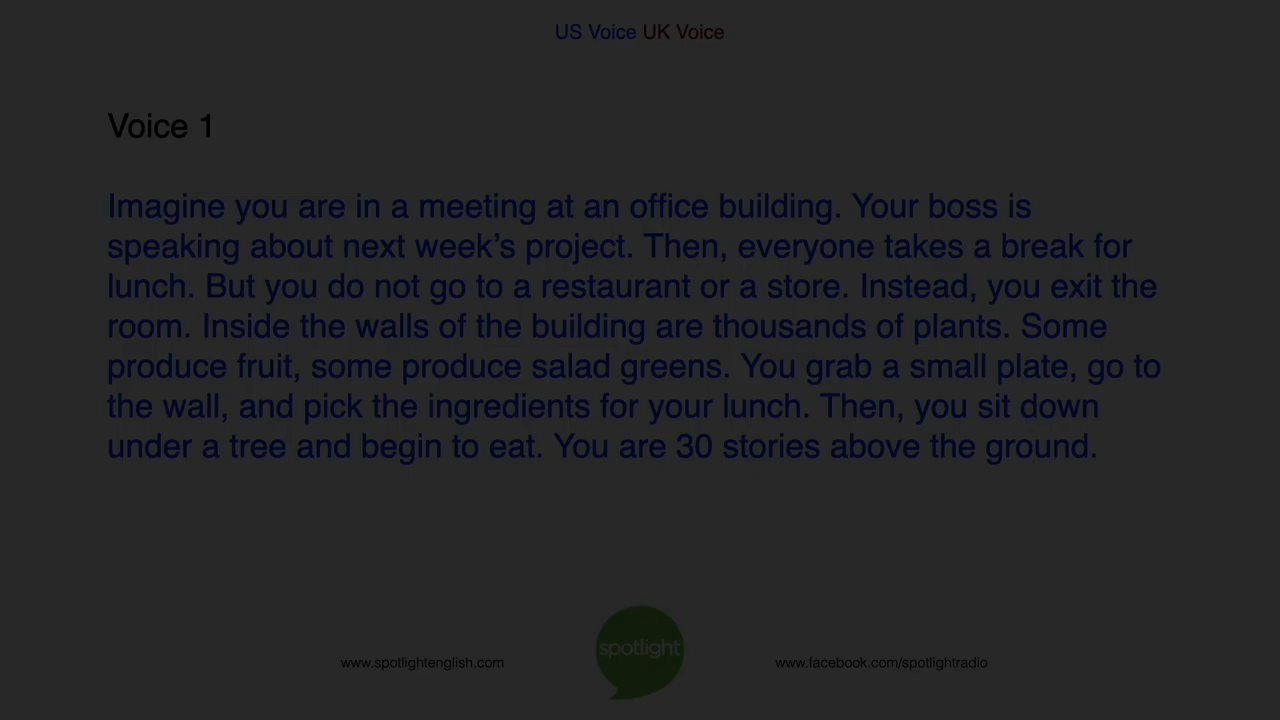 US Voice UK Voice
Voice 1
Imagine you are in a meeting at an office building. Your boss is
speaking about next week’s project. Then, everyone takes a break for
lunch. But you do not go to a restaurant or a store. Instead, you exit the
room. Inside the walls of the building are thousands of plants. Some
produce fruit, some produce salad greens. You grab a small plate, go to
the wall, and pick the ingredients for your lunch. Then, you sit down
under a tree and begin to eat. You are 30 stories above the ground.
www.spotlightenglish.com
spotlight
www.facebook.com/spotlightradio